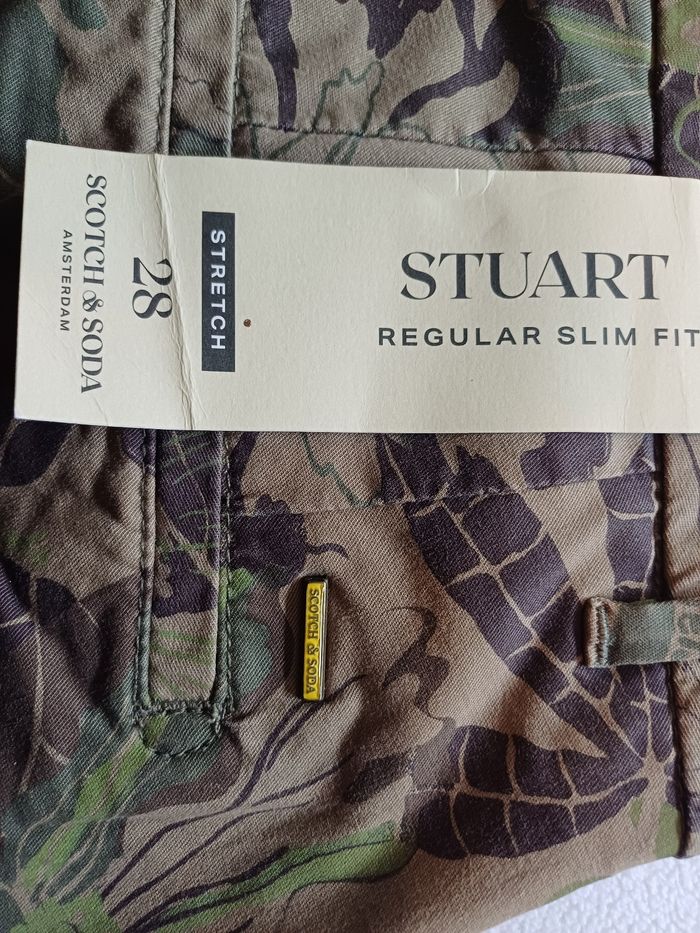 SCOTCH & SODA
AMSTERDAM
28
STRETCH
STUART
REGULAR SLIM FIT
SCOTCH & SODA